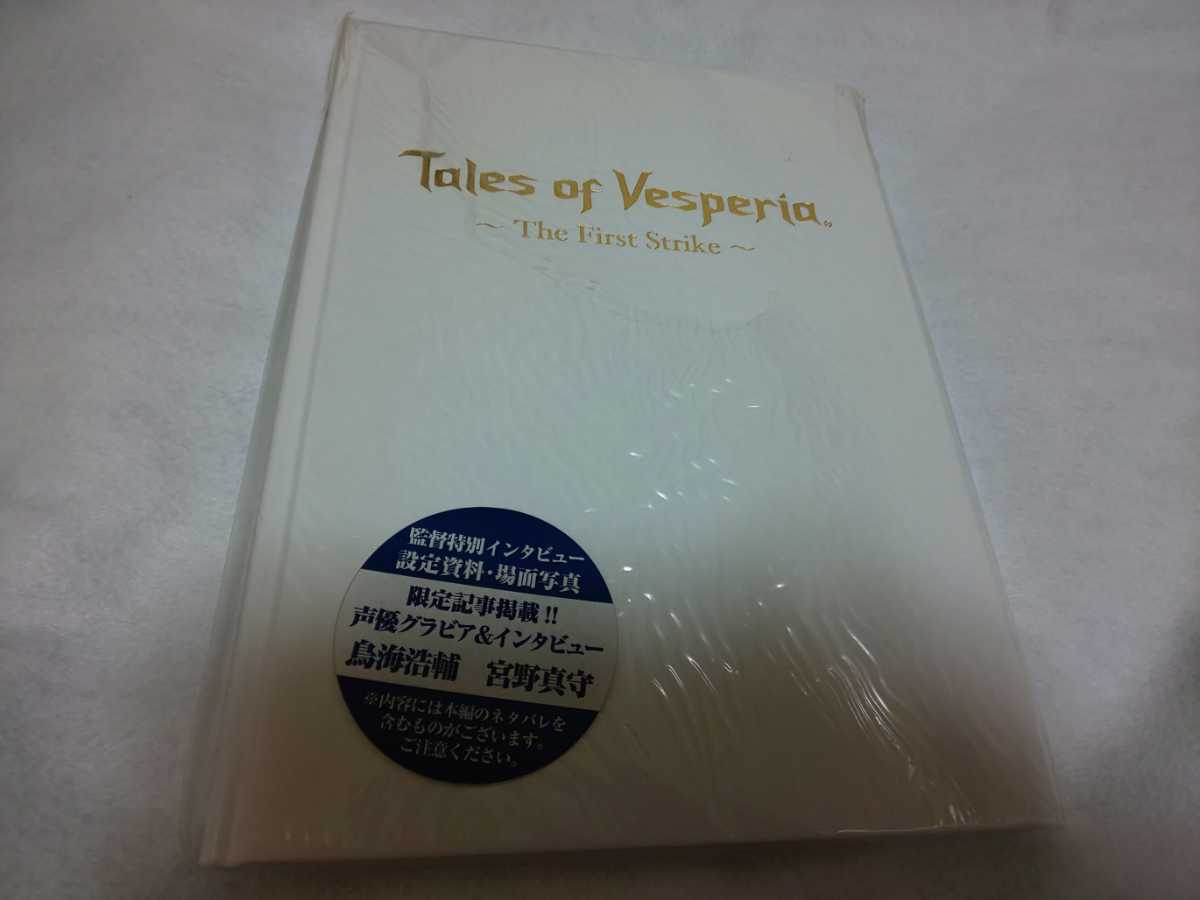 Tales of Vesperia
～ The First Strike ～
監督特別インタビュー
設定資料・場面写真
限定記事掲載!!
声優グラビア&インタビュー
鳥海浩輔 宮野真守
※内容には本編のネタバレを
含むものがございます。
ご注意ください。